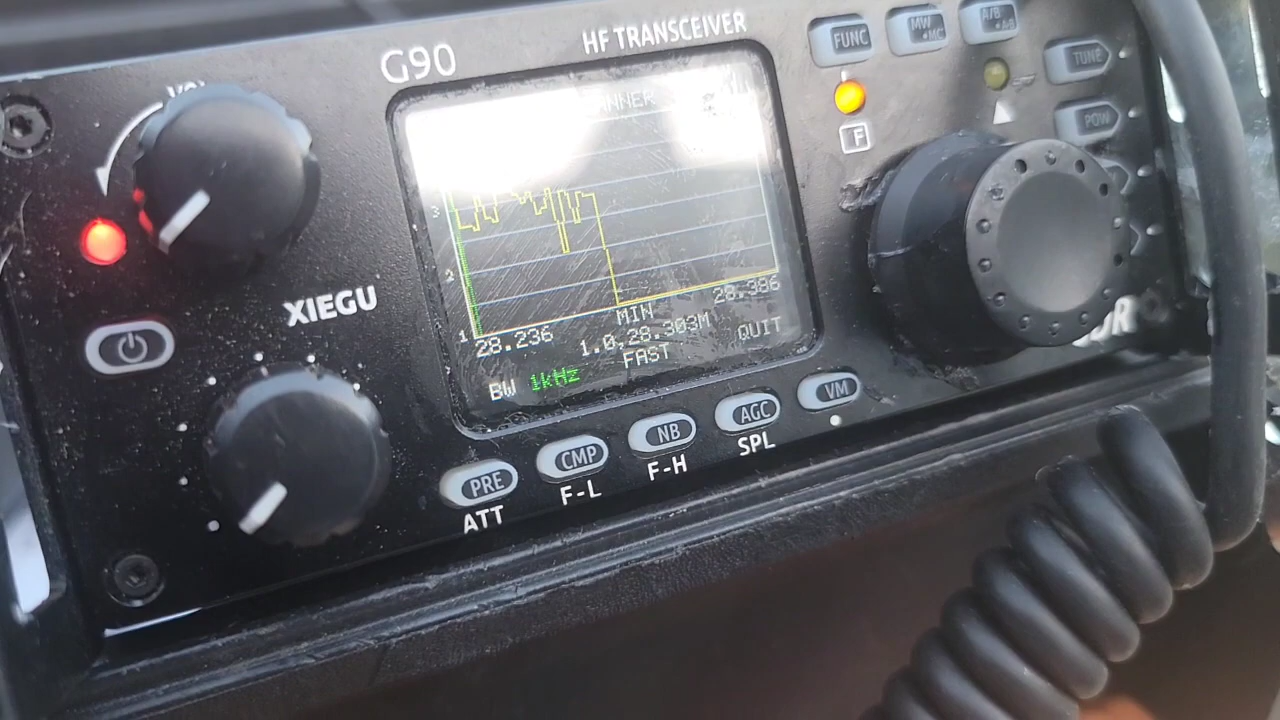 G90
HF TRANSCEIVER
FUNC
MW
•MC
A/B
•A=B
TUNE
POW
F
3
2
1
28.236
MIN
28.386
1.0,28.303M
FAST
QUIT
BW 1kHz
XIEGU
PRE
CMP
NB
AGC
VM
ATT
F-L
F-H
SPL